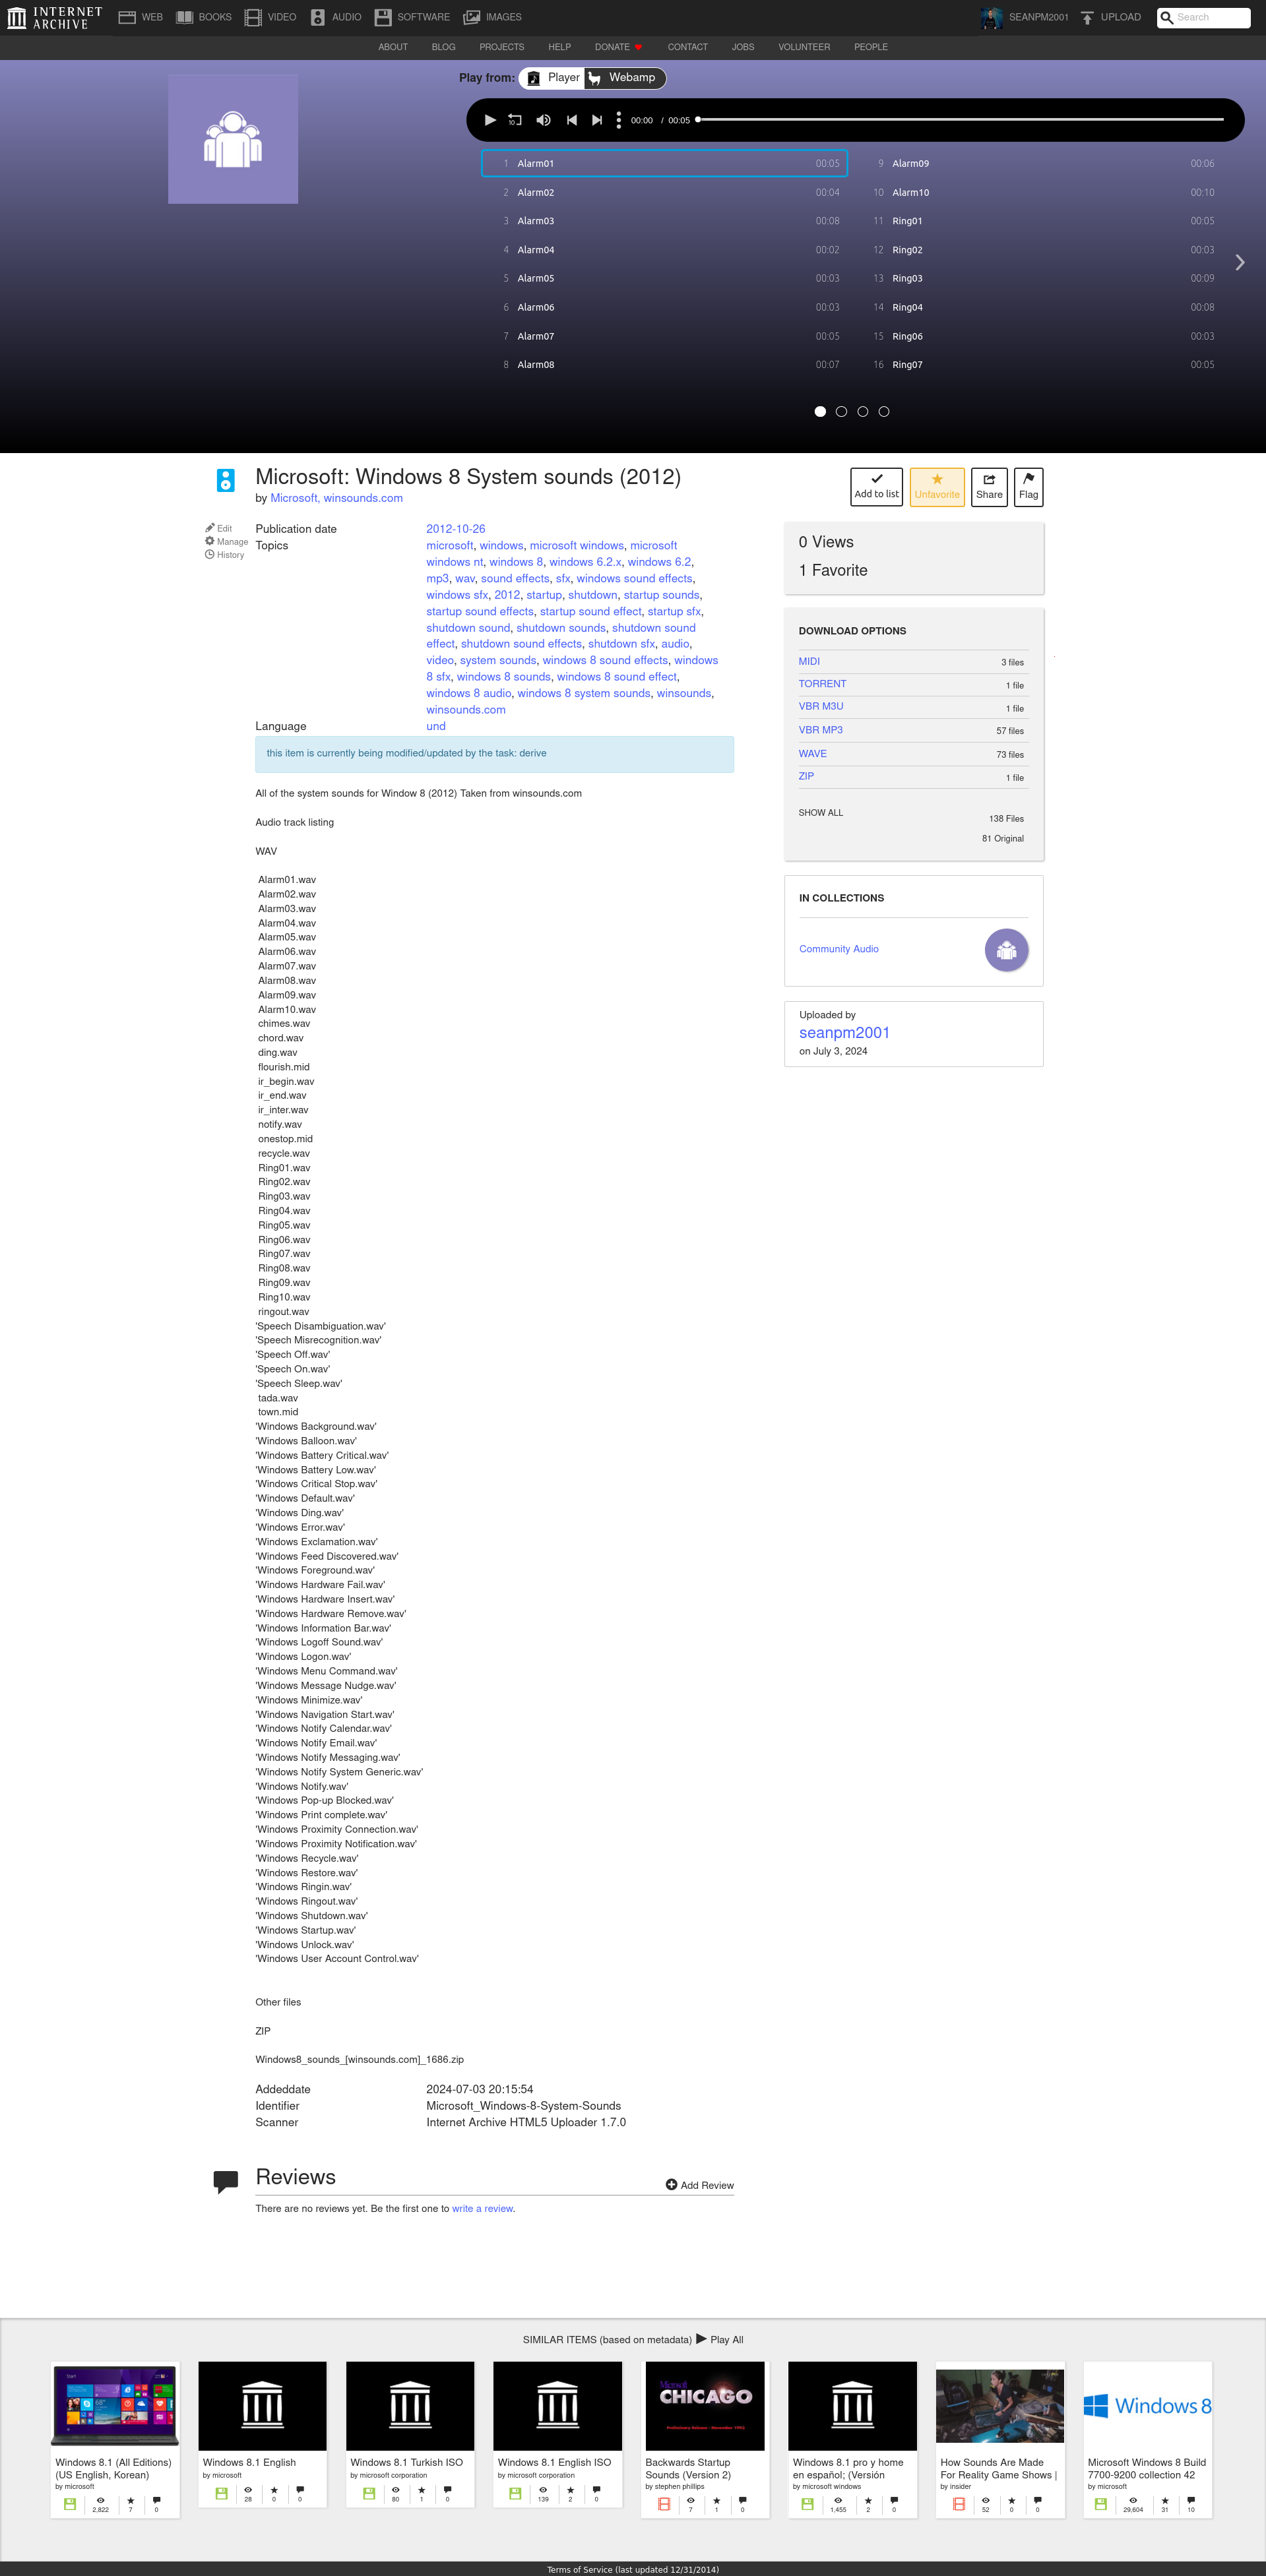 INTERNET
ARCHIVE
WEB
BOOKS
VIDEO
AUDIO
SOFTWARE
IMAGES
SEANPM2001
UPLOAD
Search
ABOUT
BLOG
PROJECTS
HELP
DONATE
CONTACT
JOBS
VOLUNTEER
PEOPLE
Play from: Player Webamp
10
00:00 / 00:05
1 Alarm01 00:05
2 Alarm02 00:04
3 Alarm03 00:08
4 Alarm04 00:02
5 Alarm05 00:03
6 Alarm06 00:03
7 Alarm07 00:05
8 Alarm08 00:07
9 Alarm09 00:06
10 Alarm10 00:10
11 Ring01 00:05
12 Ring02 00:03
13 Ring03 00:09
14 Ring04 00:08
15 Ring06 00:03
16 Ring07 00:05
Microsoft: Windows 8 System sounds (2012)
by Microsoft, winsounds.com
Add to list
Unfavorite
Share
Flag
Edit
Manage
History
Publication date 2012-10-26
Topics microsoft, windows, microsoft windows, microsoft
windows nt, windows 8, windows 6.2.x, windows 6.2,
mp3, wav, sound effects, sfx, windows sound effects,
windows sfx, 2012, startup, shutdown, startup sounds,
startup sound effects, startup sound effect, startup sfx,
shutdown sound, shutdown sounds, shutdown sound
effect, shutdown sound effects, shutdown sfx, audio,
video, system sounds, windows 8 sound effects, windows
8 sfx, windows 8 sounds, windows 8 sound effect,
windows 8 audio, windows 8 system sounds, winsounds,
winsounds.com
Language und
this item is currently being modified/updated by the task: derive
All of the system sounds for Window 8 (2012) Taken from winsounds.com
Audio track listing
WAV
Alarm01.wav
Alarm02.wav
Alarm03.wav
Alarm04.wav
Alarm05.wav
Alarm06.wav
Alarm07.wav
Alarm08.wav
Alarm09.wav
Alarm10.wav
chimes.wav
chord.wav
ding.wav
flourish.mid
ir_begin.wav
ir_end.wav
ir_inter.wav
notify.wav
onestop.mid
recycle.wav
Ring01.wav
Ring02.wav
Ring03.wav
Ring04.wav
Ring05.wav
Ring06.wav
Ring07.wav
Ring08.wav
Ring09.wav
Ring10.wav
ringout.wav
'Speech Disambiguation.wav'
'Speech Misrecognition.wav'
'Speech Off.wav'
'Speech On.wav'
'Speech Sleep.wav'
tada.wav
town.mid
'Windows Background.wav'
'Windows Balloon.wav'
'Windows Battery Critical.wav'
'Windows Battery Low.wav'
'Windows Critical Stop.wav'
'Windows Default.wav'
'Windows Ding.wav'
'Windows Error.wav'
'Windows Exclamation.wav'
'Windows Feed Discovered.wav'
'Windows Foreground.wav'
'Windows Hardware Fail.wav'
'Windows Hardware Insert.wav'
'Windows Hardware Remove.wav'
'Windows Information Bar.wav'
'Windows Logoff Sound.wav'
'Windows Logon.wav'
'Windows Menu Command.wav'
'Windows Message Nudge.wav'
'Windows Minimize.wav'
'Windows Navigation Start.wav'
'Windows Notify Calendar.wav'
'Windows Notify Email.wav'
'Windows Notify Messaging.wav'
'Windows Notify System Generic.wav'
'Windows Notify.wav'
'Windows Pop-up Blocked.wav'
'Windows Print complete.wav'
'Windows Proximity Connection.wav'
'Windows Proximity Notification.wav'
'Windows Recycle.wav'
'Windows Restore.wav'
'Windows Ringin.wav'
'Windows Ringout.wav'
'Windows Shutdown.wav'
'Windows Startup.wav'
'Windows Unlock.wav'
'Windows User Account Control.wav'
Other files
ZIP
Windows8_sounds_[winsounds.com]_1686.zip
Addeddate 2024-07-03 20:15:54
Identifier Microsoft_Windows-8-System-Sounds
Scanner Internet Archive HTML5 Uploader 1.7.0
0 Views
1 Favorite
DOWNLOAD OPTIONS
MIDI 3 files
TORRENT 1 file
VBR M3U 1 file
VBR MP3 57 files
WAVE 73 files
ZIP 1 file
SHOW ALL 138 Files
81 Original
IN COLLECTIONS
Community Audio
Uploaded by
seanpm2001
on July 3, 2024
Reviews
Add Review
There are no reviews yet. Be the first one to write a review.
SIMILAR ITEMS (based on metadata) Play All
Start
Windows 8.1 (All Editions)
(US English, Korean)
by microsoft
2,822 7 0
Windows 8.1 English
by microsoft
28 0 0
Windows 8.1 Turkish ISO
by microsoft corporation
80 1 0
Windows 8.1 English ISO
by microsoft corporation
139 2 0
Microsoft
CHICAGO
Preliminary Release - November 1993
Backwards Startup
Sounds (Version 2)
by stephen phillips
7 1 0
Windows 8.1 pro y home
en español; (Versión
by microsoft windows
1,455 2 0
How Sounds Are Made
For Reality Game Shows |
by insider
52 0 0
Windows 8
Microsoft Windows 8 Build
7700-9200 collection 42
by microsoft
29,604 31 10
Terms of Service (last updated 12/31/2014)